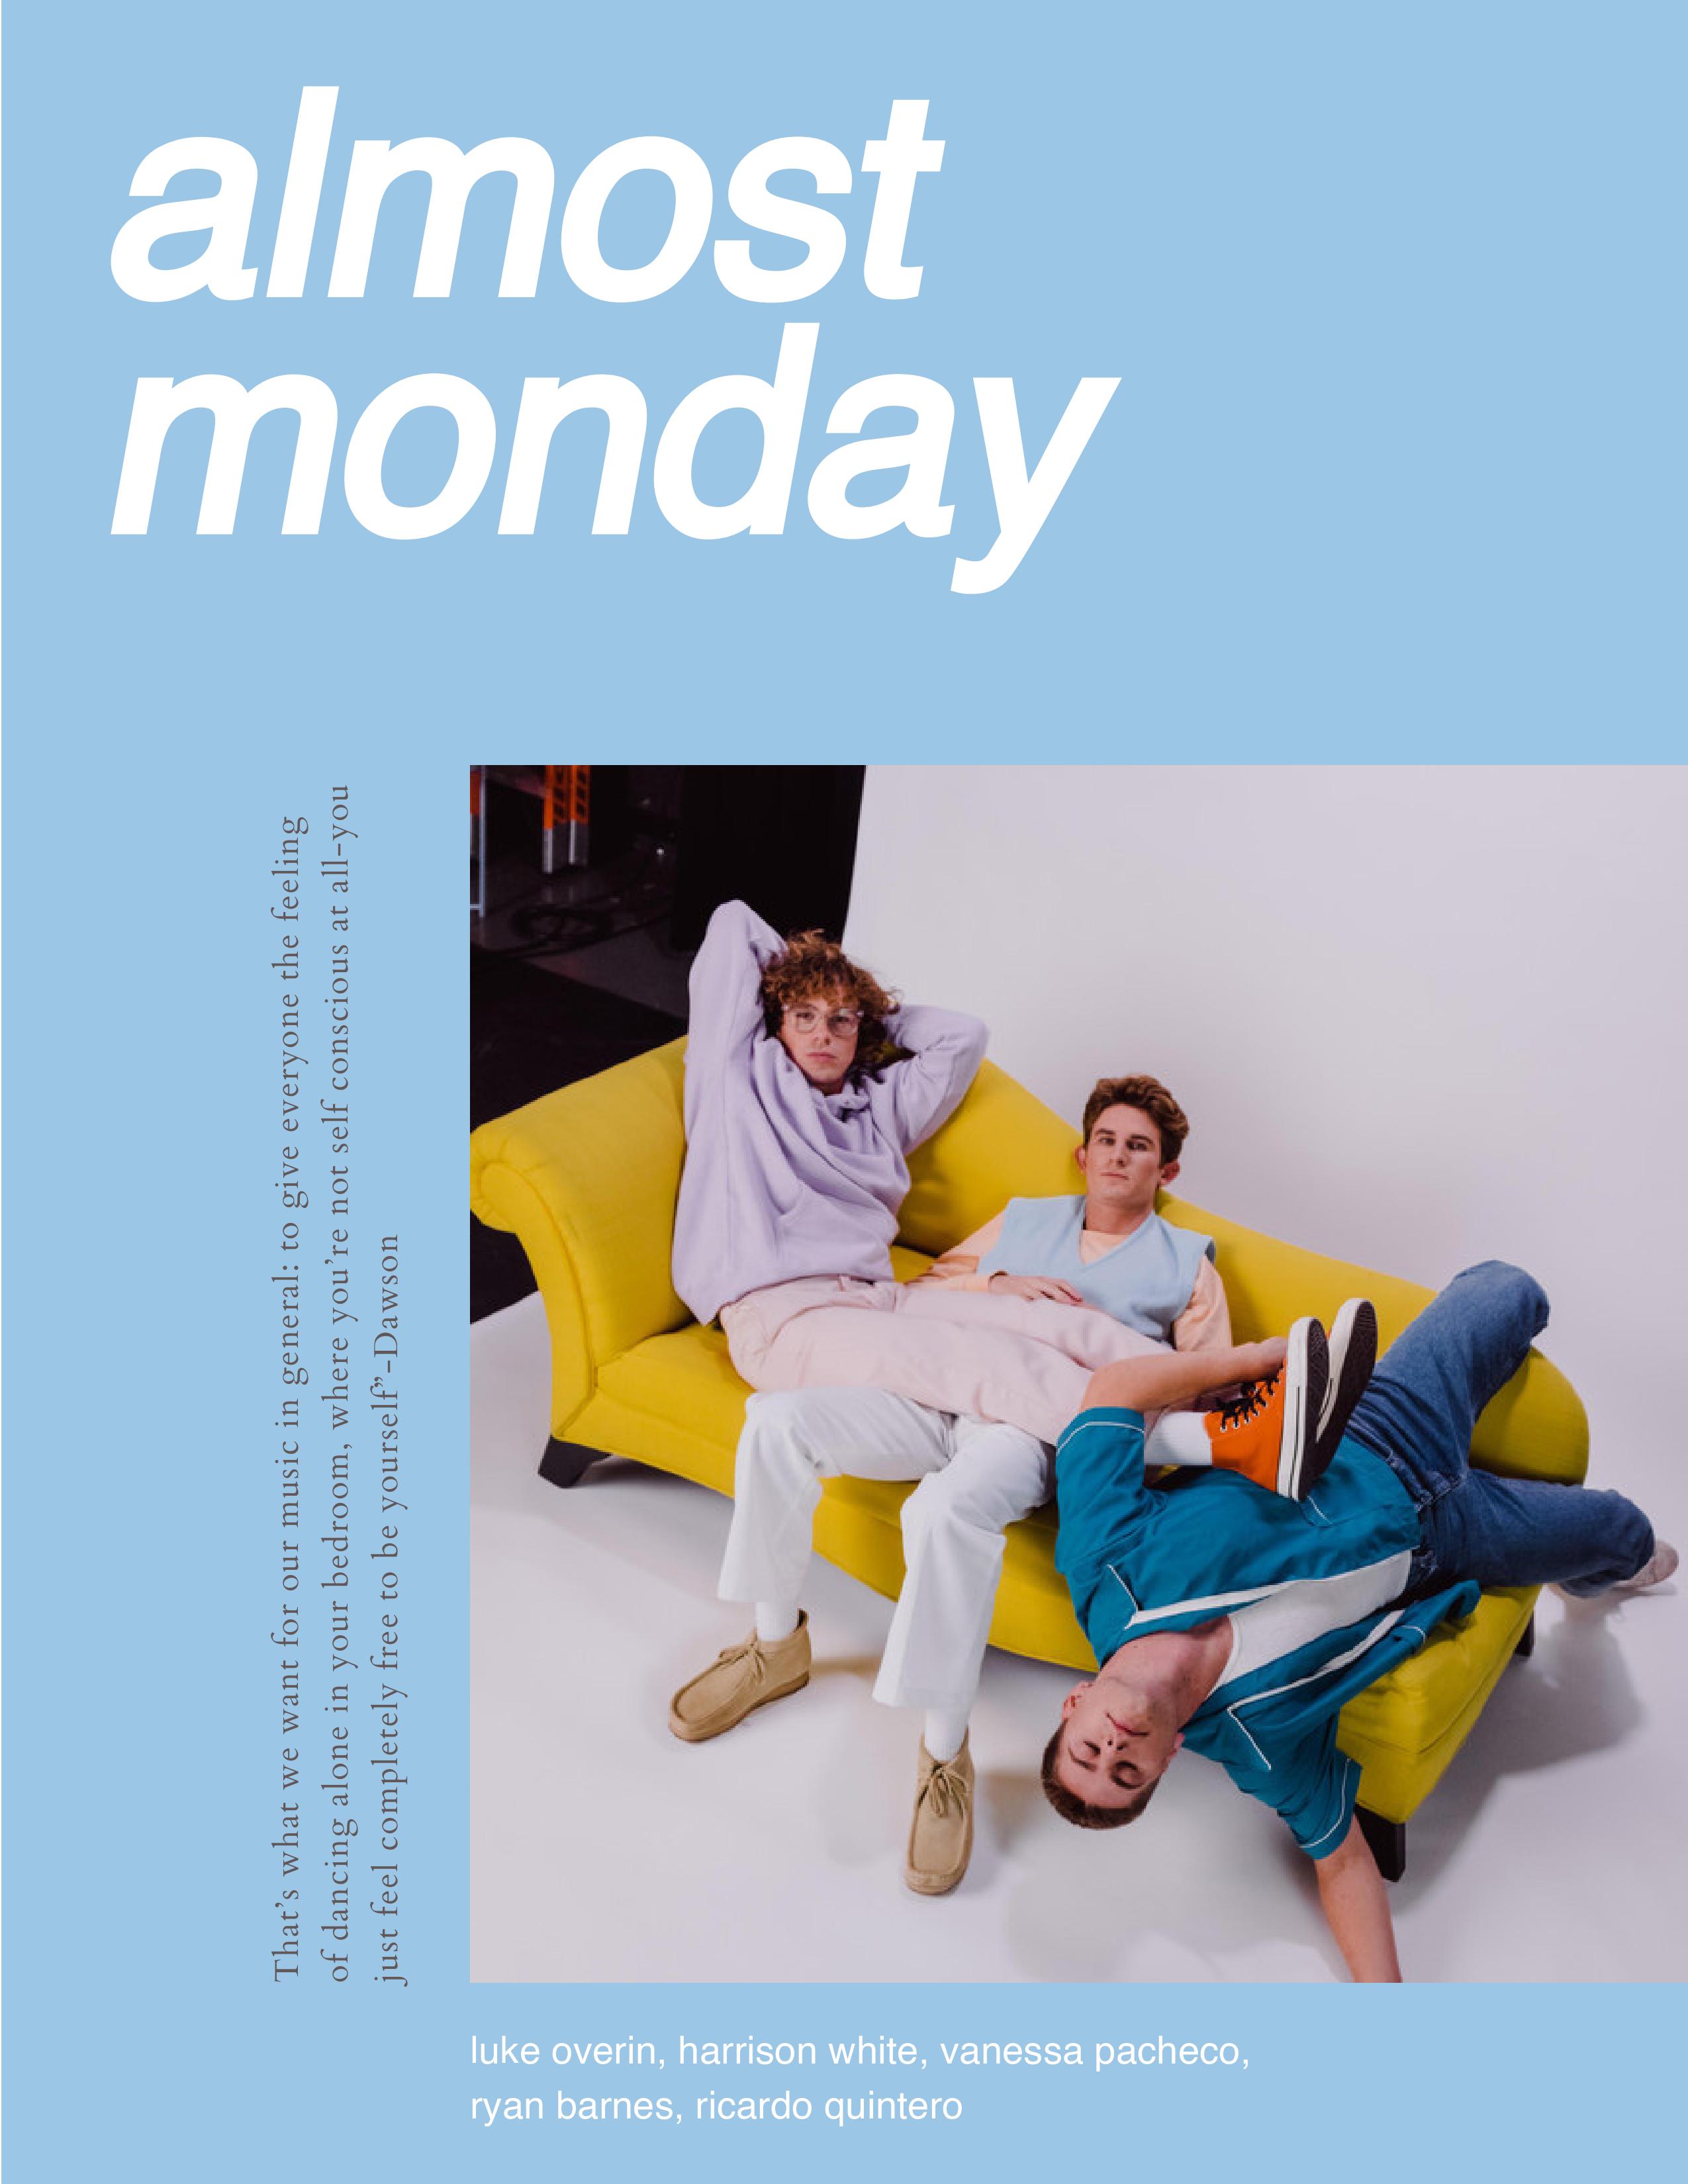 almost
monday
That’s what we want for our music in general: to give everyone the feeling
of dancing alone in your bedroom, where you’re not self conscious at all-you
just feel completely free to be yourself”-Dawson
luke overin, harrison white, vanessa pacheco,
ryan barnes, ricardo quintero